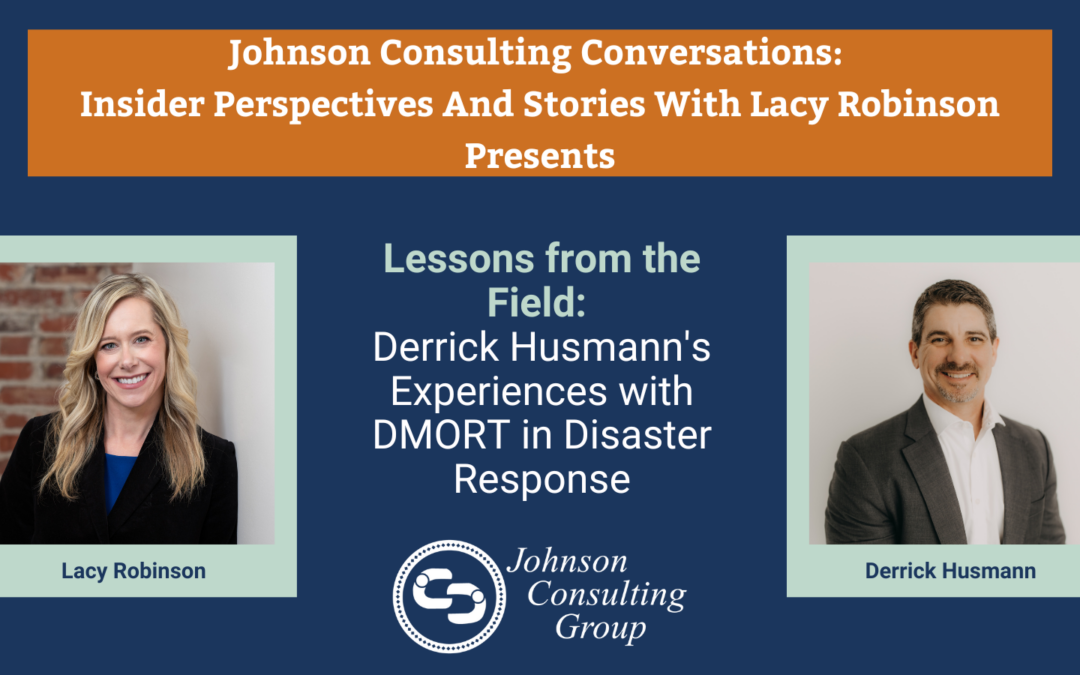 Johnson Consulting Conversations:
Insider Perspectives And Stories With Lacy Robinson
Presents
Lessons from the
Field:
Derrick Husmann's
Experiences with
DMORT in Disaster
Response
Lacy Robinson
Derrick Husmann
Johnson
Consulting
Group